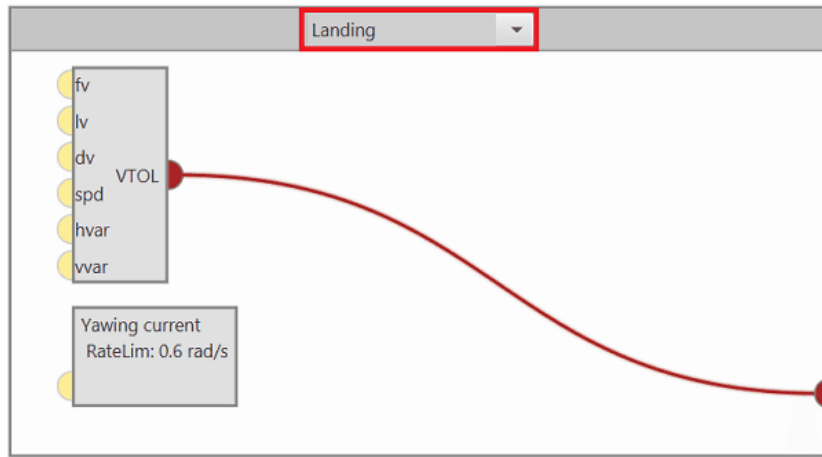 Landing
fv
lv
dv
VTOL
spd
hvar
vvar
Yawing current
RateLim: 0.6 rad/s